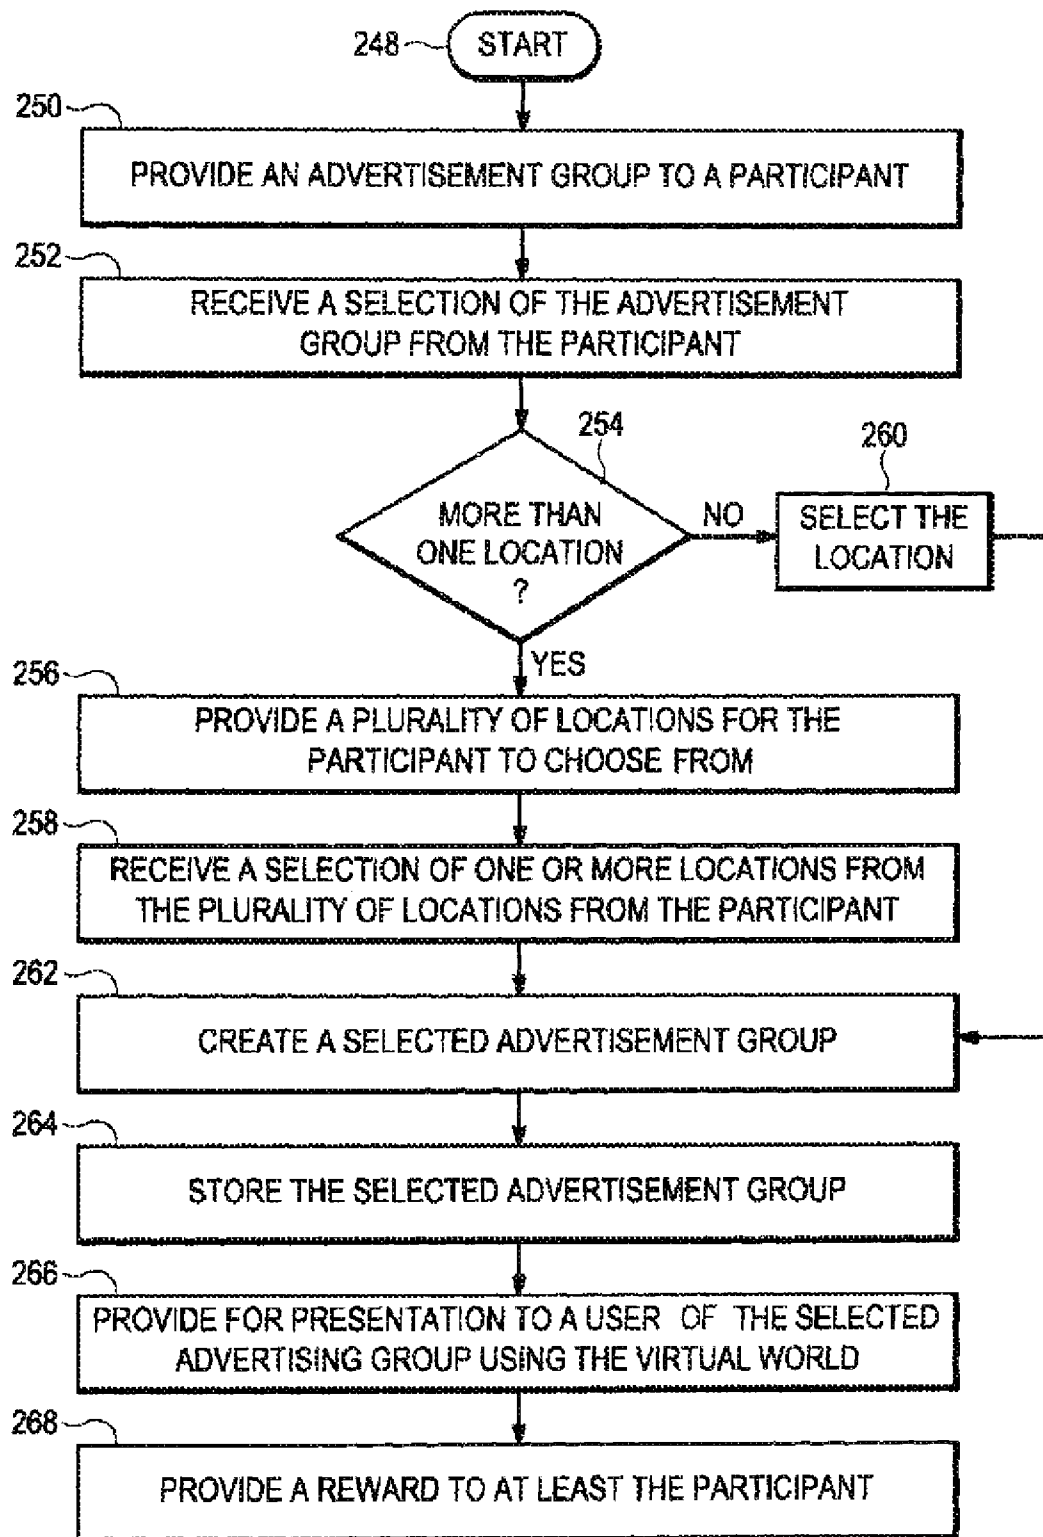 248
START
250
PROVIDE AN ADVERTISEMENT GROUP TO A PARTICIPANT
252
RECEIVE A SELECTION OF THE ADVERTISEMENT
GROUP FROM THE PARTICIPANT
254
MORE THAN
ONE LOCATION
?
NO
260
SELECT THE
LOCATION
YES
256
PROVIDE A PLURALITY OF LOCATIONS FOR THE
PARTICIPANT TO CHOOSE FROM
258
RECEIVE A SELECTION OF ONE OR MORE LOCATIONS FROM
THE PLURALITY OF LOCATIONS FROM THE PARTICIPANT
262
CREATE A SELECTED ADVERTISEMENT GROUP
264
STORE THE SELECTED ADVERTISEMENT GROUP
266
PROVIDE FOR PRESENTATION TO A USER OF THE SELECTED
ADVERTISING GROUP USING THE VIRTUAL WORLD
268
PROVIDE A REWARD TO AT LEAST THE PARTICIPANT